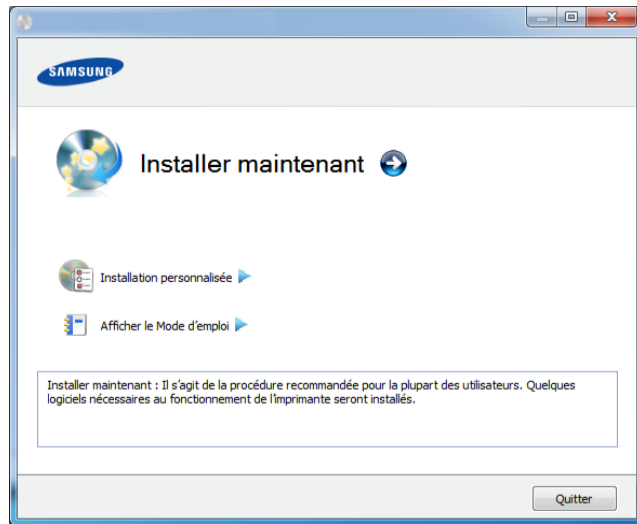 SAMSUNG
Installer maintenant
Installation personnalisée
Afficher le Mode d'emploi
Installer maintenant : Il s'agit de la procédure recommandée pour la plupart des utilisateurs. Quelques
logiciels nécessaires au fonctionnement de l'imprimante seront installés.
Quitter